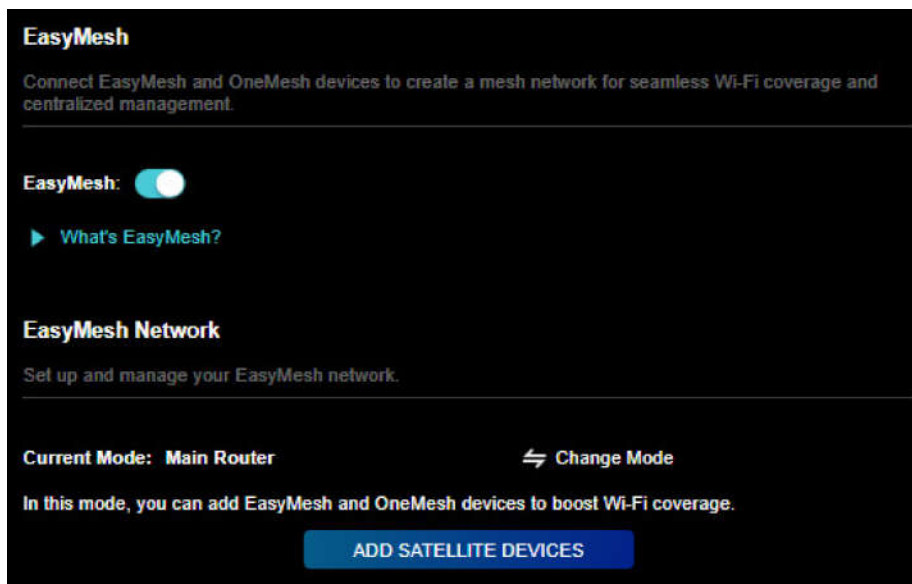 EasyMesh
Connect EasyMesh and OneMesh devices to create a mesh network for seamless Wi-Fi coverage and
centralized management.
EasyMesh:
What's EasyMesh?
EasyMesh Network
Set up and manage your EasyMesh network.
Current Mode: Main Router Change Mode
In this mode, you can add EasyMesh and OneMesh devices to boost Wi-Fi coverage.
ADD SATELLITE DEVICES